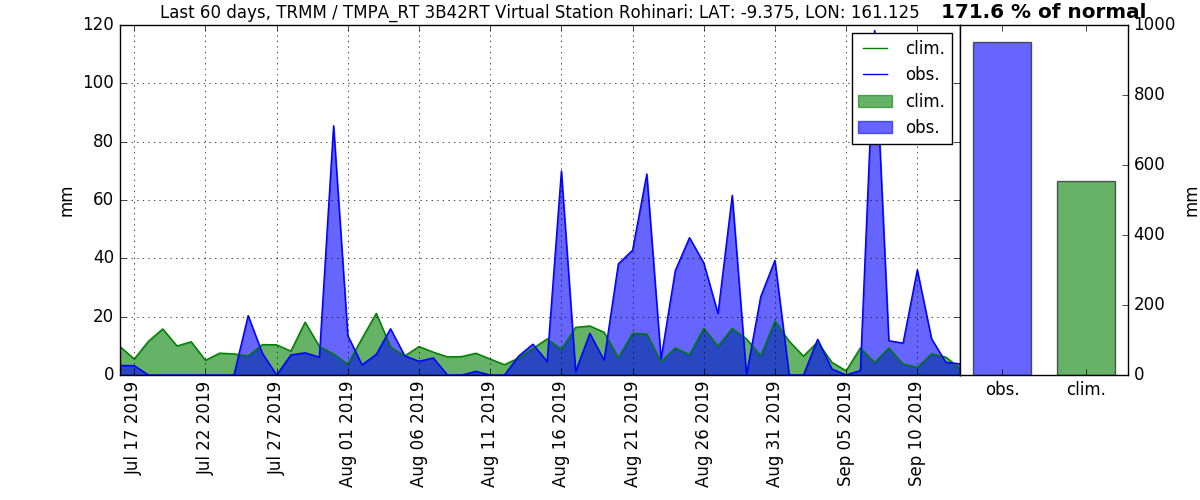 Last 60 days, TRMM / TMPA_RT 3B42RT Virtual Station Rohinari: LAT: -9.375, LON: 161.125
171.6 % of normal
120
100
80
60
40
20
0
mm
clim.
obs.
clim.
obs.
1000
800
600
400
200
0
mm
Jul 17 2019
Jul 22 2019
Jul 27 2019
Aug 01 2019
Aug 06 2019
Aug 11 2019
Aug 16 2019
Aug 21 2019
Aug 26 2019
Aug 31 2019
Sep 05 2019
Sep 10 2019
obs.
clim.